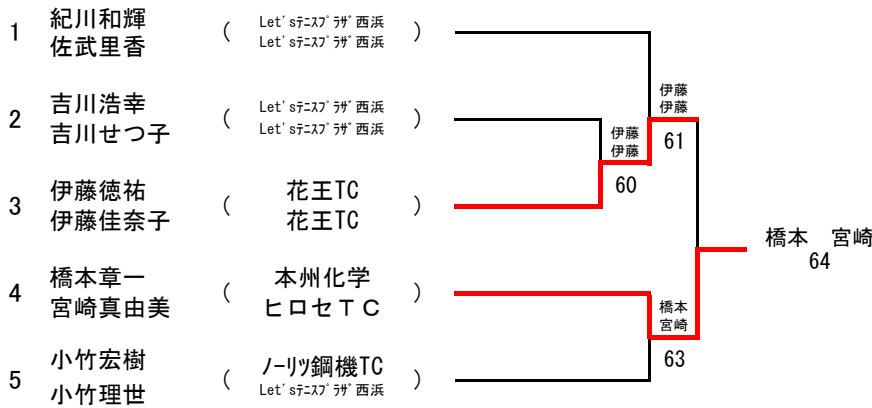 1 紀川和輝 ( Let'sﾃﾆｽﾌﾟﾗｻﾞ西浜 )
佐武里香 Let'sﾃﾆｽﾌﾟﾗｻﾞ西浜
2 吉川浩幸 ( Let'sﾃﾆｽﾌﾟﾗｻﾞ西浜 )
吉川せつ子 Let'sﾃﾆｽﾌﾟﾗｻﾞ西浜
3 伊藤徳祐 ( 花王TC )
伊藤佳奈子 花王TC
4 橋本章一 ( 本州化学 )
宮崎真由美 ヒロセＴＣ
5 小竹宏樹 ( ﾉｰﾘﾂ鋼機TC )
小竹理世 Let'sﾃﾆｽﾌﾟﾗｻﾞ西浜
伊藤
伊藤
60
伊藤
伊藤
61
橋本
宮崎
63
橋本　宮崎
64